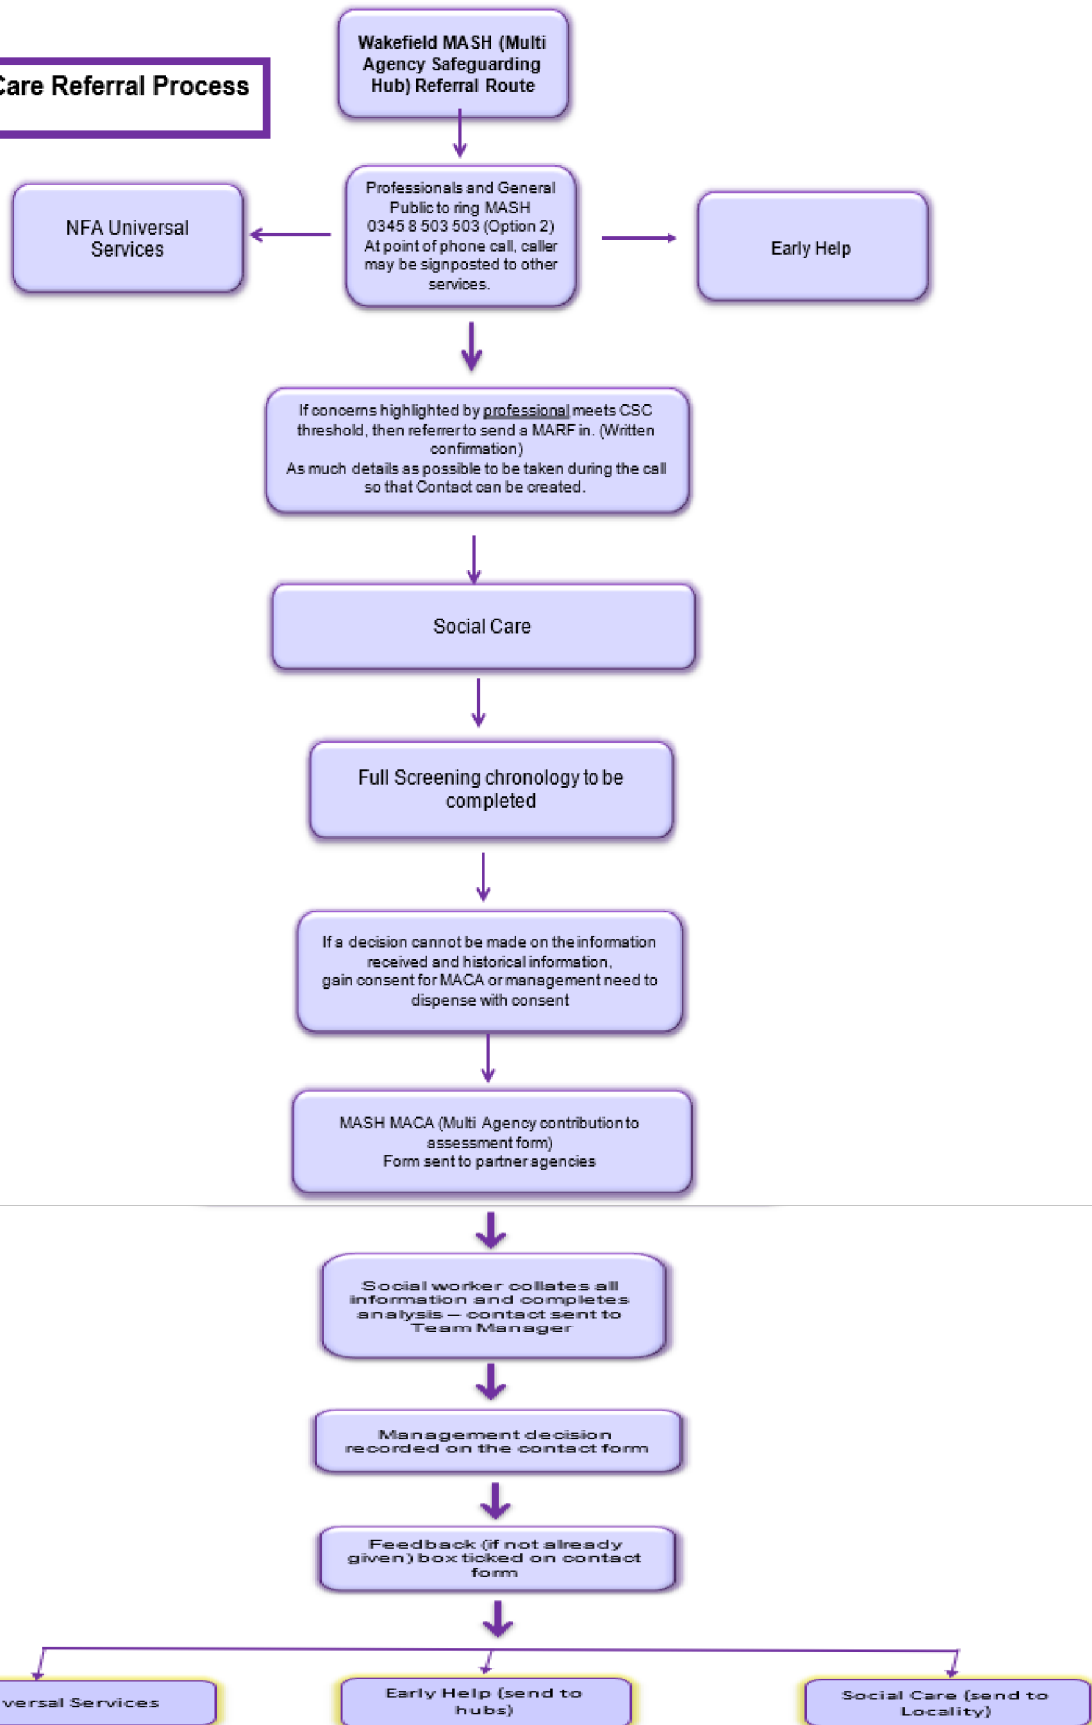 Wakefield MASH (Multi
Agency Safeguarding
Hub) Referral Route
Care Referral Process
Professionals and General
Public to ring MASH
0345 8 503 503 (Option 2)
At point of phone call, caller
may be signposted to other
services.
NFA Universal
Services
Early Help
If concerns highlighted by professional meets CSC
threshold, then referrer to send a MARF in. (Written
confirmation)
As much details as possible to be taken during the call
so that Contact can be created.
Social Care
Full Screening chronology to be
completed
If a decision cannot be made on the information
received and historical information,
gain consent for MACA or management need to
dispense with consent
MASH MACA (Multi Agency contribution to
assessment form)
Form sent to partner agencies
Social worker collates all
information and completes
analysis – contact sent to
Team Manager
Management decision
recorded on the contact form
Feedback (if not already
given) box ticked on contact
form
versal Services
Early Help (send to
hubs)
Social Care (send to
Locality)